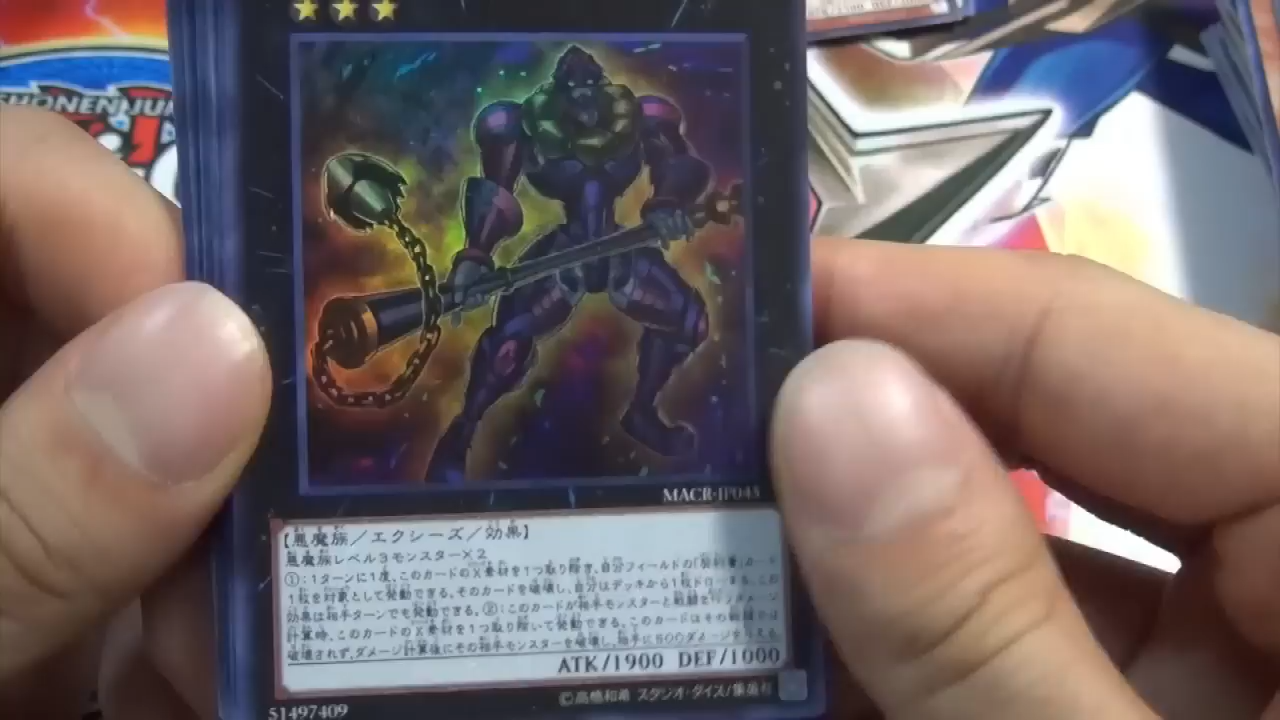 SHONEN JUM
MACR-JP045
【悪魔族／エクシーズ／効果】
悪魔族レベル３モンスター×２
①：１ターンに１度、このカードのＸ素材を１つ取り除き、自分フィールドの「契約書」カード
１枚を対象として発動できる。そのカードを破壊し、自分はデッキから１枚ドローする。この
効果は相手ターンでも発動できる。②：このカードが相手モンスターと戦闘を行うダメージ
計算時、このカードのＸ素材を１つ取り除いて発動できる。このカードはその戦闘では
破壊されず、ダメージ計算後にその相手モンスターを破壊し、相手に５００ダメージを与える。
ATK/1900 DEF/1000
51497409
©高橋和希 スタジオ・ダイス/集英社